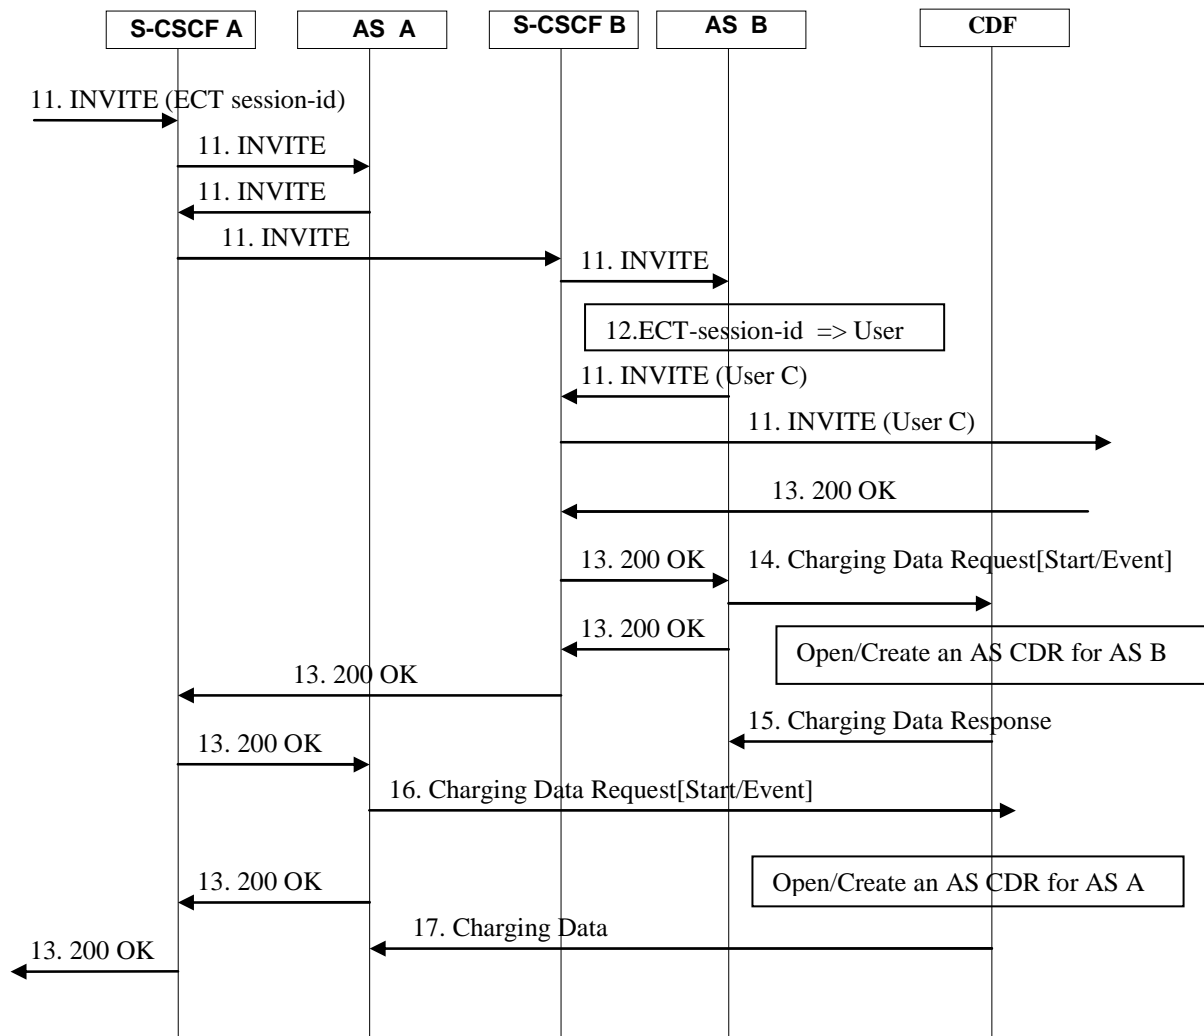 S-CSCF A
AS A
S-CSCF B
AS B
CDF
11. INVITE (ECT session-id)
11. INVITE
11. INVITE
11. INVITE
11. INVITE
12.ECT-session-id => User
11. INVITE (User C)
11. INVITE (User C)
13. 200 OK
13. 200 OK
14. Charging Data Request[Start/Event]
13. 200 OK
Open/Create an AS CDR for AS B
13. 200 OK
15. Charging Data Response
13. 200 OK
16. Charging Data Request[Start/Event]
13. 200 OK
Open/Create an AS CDR for AS A
17. Charging Data
13. 200 OK